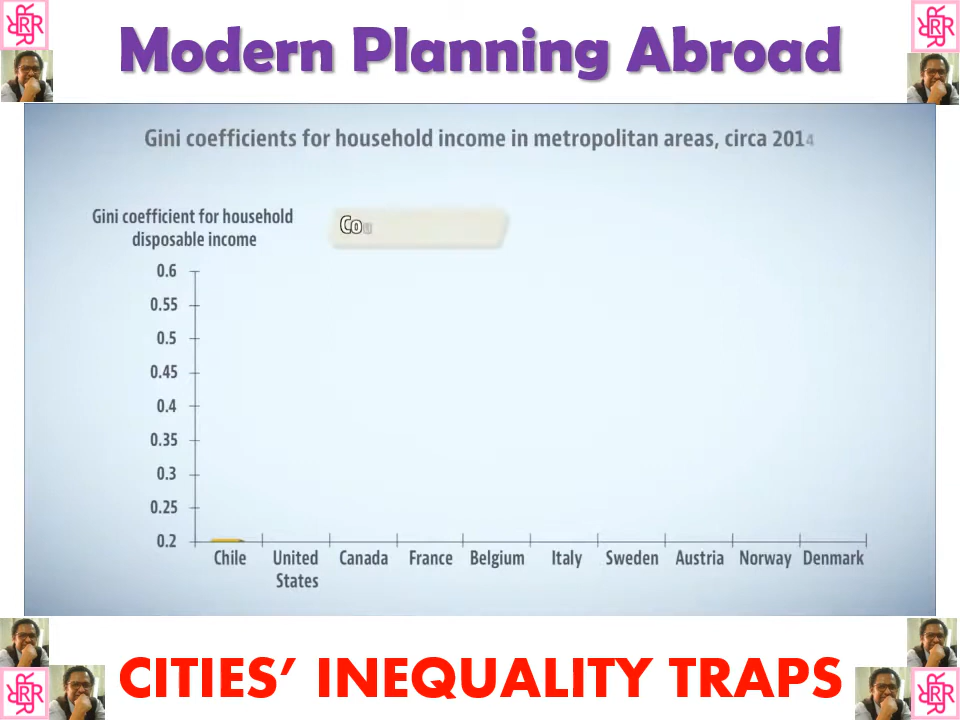 Modern Planning Abroad
Gini coefficients for household income in metropolitan areas, circa 2014
Gini coefficient for household
disposable income
Cou
0.6
0.55
0.5
0.45
0.4
0.35
0.3
0.25
0.2
Chile United States Canada France Belgium Italy Sweden Austria Norway Denmark
CITIES’ INEQUALITY TRAPS